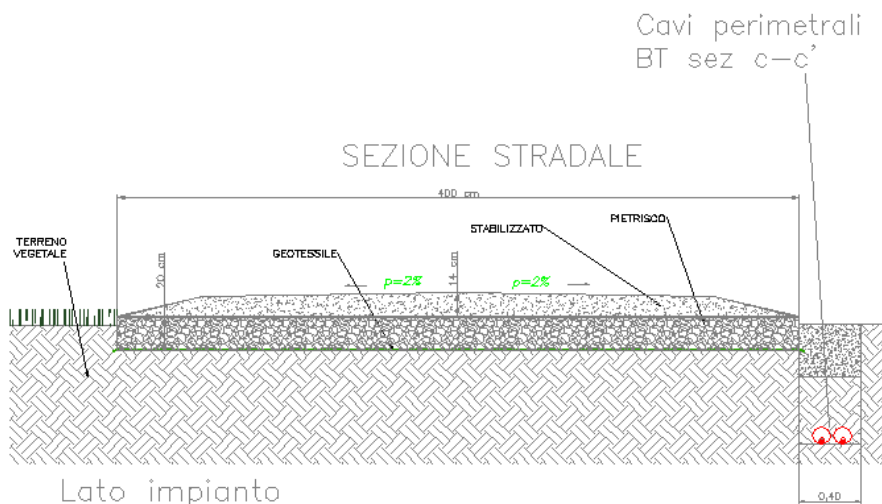 Cavi perimetrali
BT sez c-c'
SEZIONE STRADALE
400 cm
TERRENO
VEGETALE
GEOTESSILE
STABILIZZATO
PIETRISCO
20 cm
p=2%
14 cm
p=2%
Lato impianto
0,40